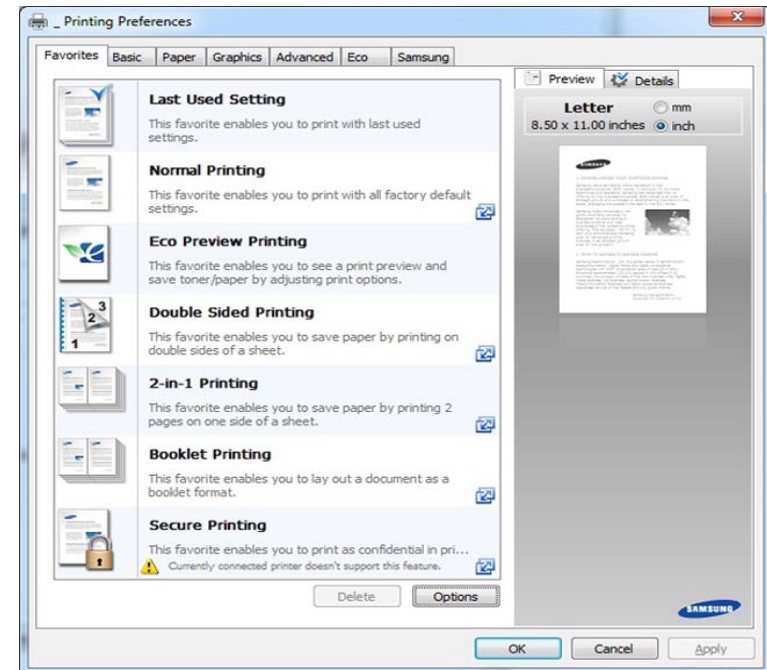 _ Printing Preferences
Favorites Basic Paper Graphics Advanced Eco Samsung
Last Used Setting
This favorite enables you to print with last used
settings.
Normal Printing
This favorite enables you to print with all factory default
settings.
Eco Preview Printing
This favorite enables you to see a print preview and
save toner/paper by adjusting print options.
Double Sided Printing
This favorite enables you to save paper by printing on
double sides of a sheet.
2-in-1 Printing
This favorite enables you to save paper by printing 2
pages on one side of a sheet.
Booklet Printing
This favorite enables you to lay out a document as a
booklet format.
Secure Printing
This favorite enables you to print as confidential in pri...
Currently connected printer doesn't support this feature.
Delete Options
Preview Details
Letter mm
8.50 x 11.00 inches inch
SAMSUNG
SAMSUNG
OK Cancel Apply